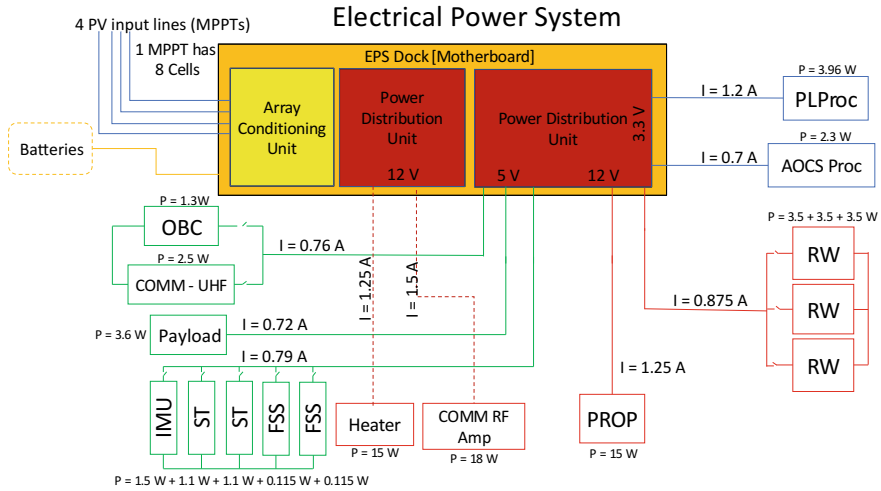 Electrical Power System
4 PV input lines (MPPTs)
1 MPPT has
8 Cells
EPS Dock [Motherboard]
Array
Conditioning
Unit
Power
Distribution
Unit
12 V
Power Distribution
Unit
3.3 V
5 V
12 V
Batteries
I = 1.2 A
P = 3.96 W
PLProc
I = 0.7 A
P = 2.3 W
AOCS Proc
P = 1.3W
OBC
P = 2.5 W
COMM - UHF
I = 0.76 A
I = 1.25 A
I = 1.5 A
P = 3.5 + 3.5 + 3.5 W
RW
RW
RW
I = 0.875 A
P = 3.6 W
Payload
I = 0.72 A
I = 0.79 A
IMU
ST
ST
FSS
FSS
P = 1.5 W + 1.1 W + 1.1 W + 0.115 W + 0.115 W
Heater
P = 15 W
COMM RF
Amp
P = 18 W
I = 1.25 A
PROP
P = 15 W